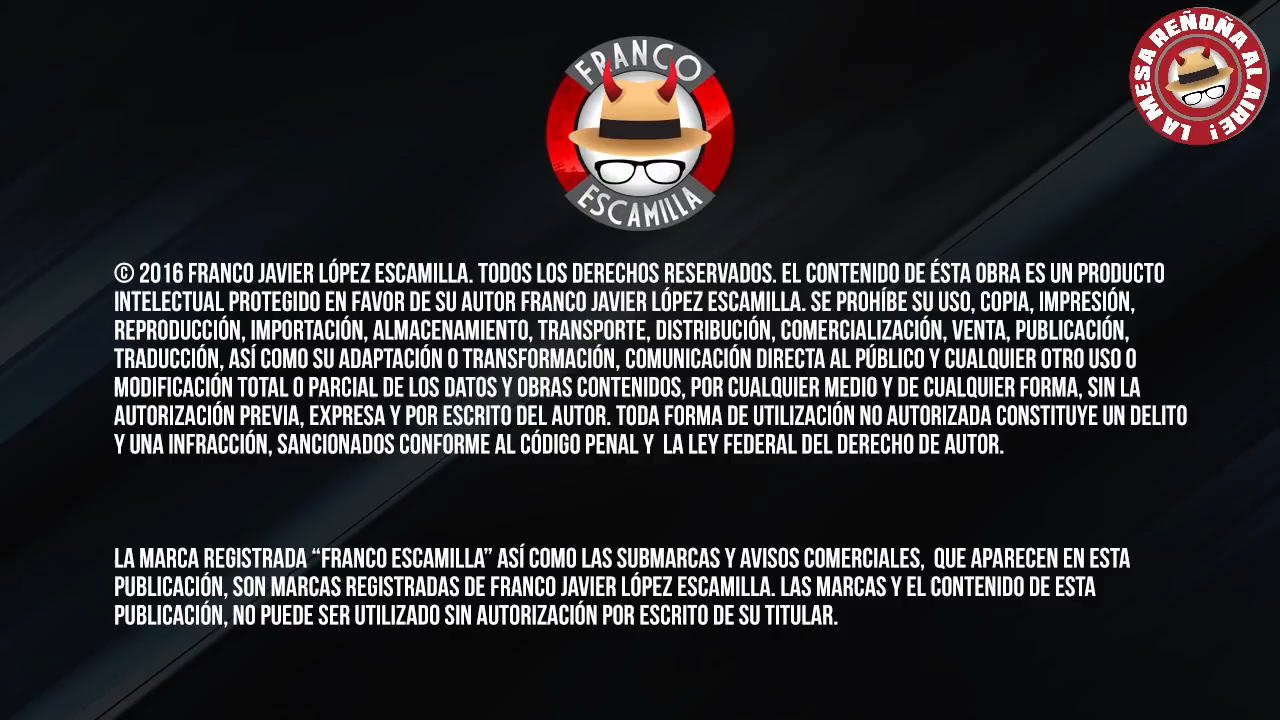 FRANCO
ESCAMILLA
LA MESA REÑOÑA AL AIRE!
© 2016 FRANCO JAVIER LÓPEZ ESCAMILLA. TODOS LOS DERECHOS RESERVADOS. EL CONTENIDO DE ÉSTA OBRA ES UN PRODUCTO
INTELECTUAL PROTEGIDO EN FAVOR DE SU AUTOR FRANCO JAVIER LÓPEZ ESCAMILLA. SE PROHÍBE SU USO, COPIA, IMPRESIÓN,
REPRODUCCIÓN, IMPORTACIÓN, ALMACENAMIENTO, TRANSPORTE, DISTRIBUCIÓN, COMERCIALIZACIÓN, VENTA, PUBLICACIÓN,
TRADUCCIÓN, ASÍ COMO SU ADAPTACIÓN O TRANSFORMACIÓN, COMUNICACIÓN DIRECTA AL PÚBLICO Y CUALQUIER OTRO USO O
MODIFICACIÓN TOTAL O PARCIAL DE LOS DATOS Y OBRAS CONTENIDOS, POR CUALQUIER MEDIO Y DE CUALQUIER FORMA, SIN LA
AUTORIZACIÓN PREVIA, EXPRESA Y POR ESCRITO DEL AUTOR. TODA FORMA DE UTILIZACIÓN NO AUTORIZADA CONSTITUYE UN DELITO
Y UNA INFRACCIÓN, SANCIONADOS CONFORME AL CÓDIGO PENAL Y LA LEY FEDERAL DEL DERECHO DE AUTOR.
LA MARCA REGISTRADA “FRANCO ESCAMILLA” ASÍ COMO LAS SUBMARCAS Y AVISOS COMERCIALES, QUE APARECEN EN ESTA
PUBLICACIÓN, SON MARCAS REGISTRADAS DE FRANCO JAVIER LÓPEZ ESCAMILLA. LAS MARCAS Y EL CONTENIDO DE ESTA
PUBLICACIÓN, NO PUEDE SER UTILIZADO SIN AUTORIZACIÓN POR ESCRITO DE SU TITULAR.